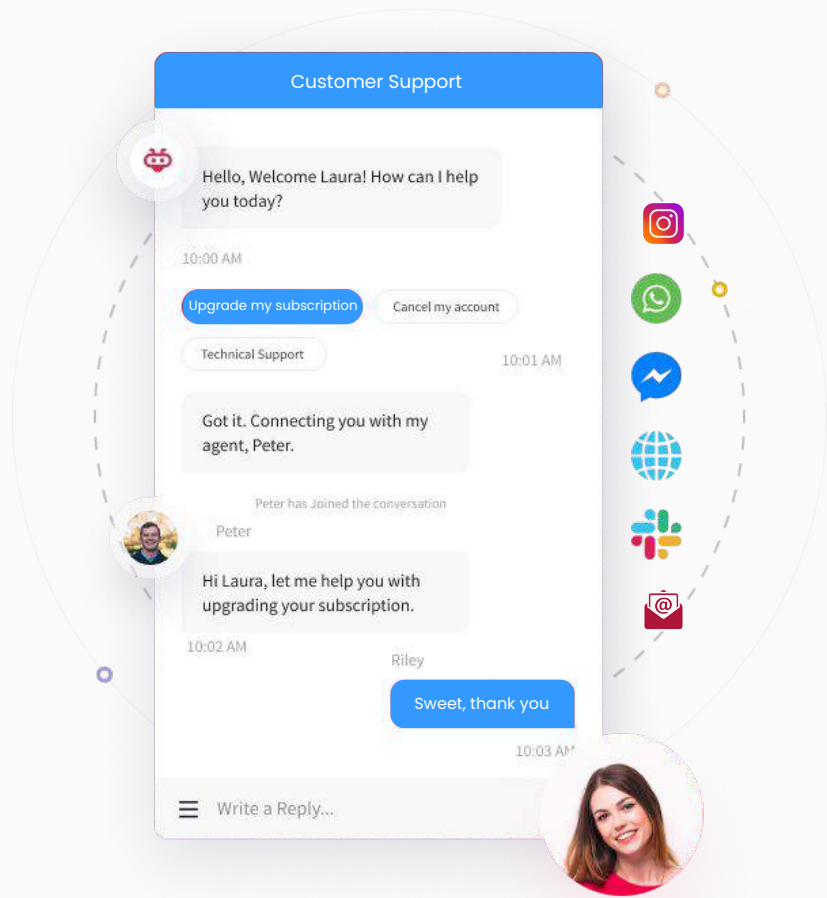 Customer Support
Hello, Welcome Laura! How can I help
you today?
10:00 AM
Upgrade my subscription
Cancel my account
Technical Support
10:01 AM
Got it. Connecting you with my
agent, Peter.
Peter has Joined the conversation
Peter
Hi Laura, let me help you with
upgrading your subscription.
10:02 AM
Riley
Sweet, thank you
10:03 AM
Write a Reply...
@